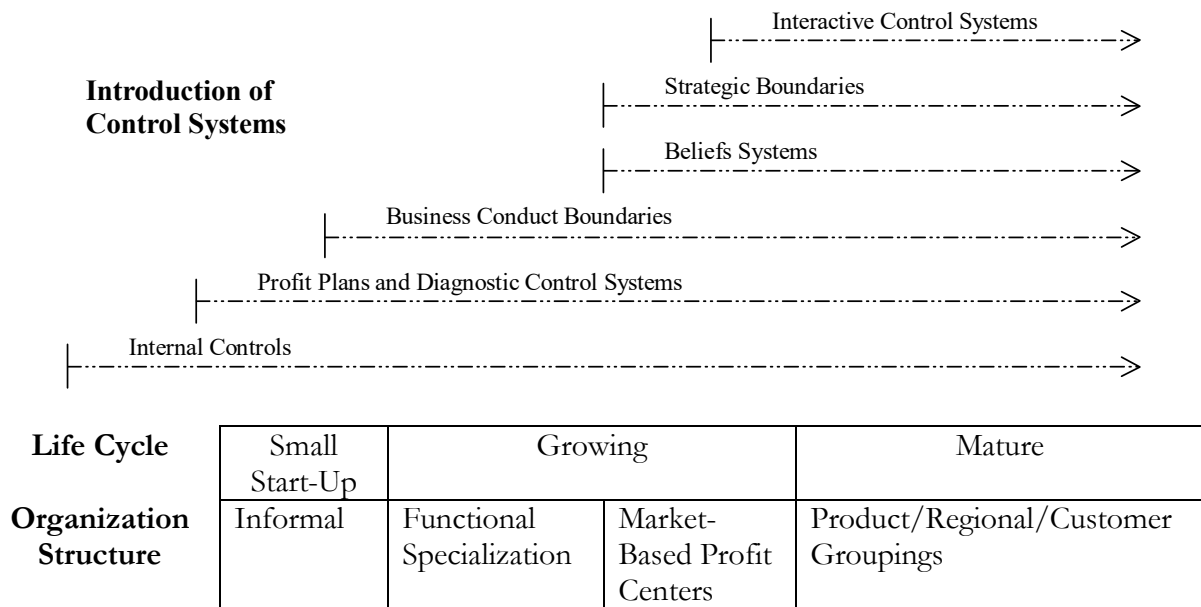 Interactive Control Systems
Introduction of
Control Systems
Strategic Boundaries
Beliefs Systems
Business Conduct Boundaries
Profit Plans and Diagnostic Control Systems
Internal Controls
Life Cycle
Small
Start-Up
Growing
Mature
Organization
Structure
Informal
Functional
Specialization
Market-
Based Profit
Centers
Product/Regional/Customer
Groupings